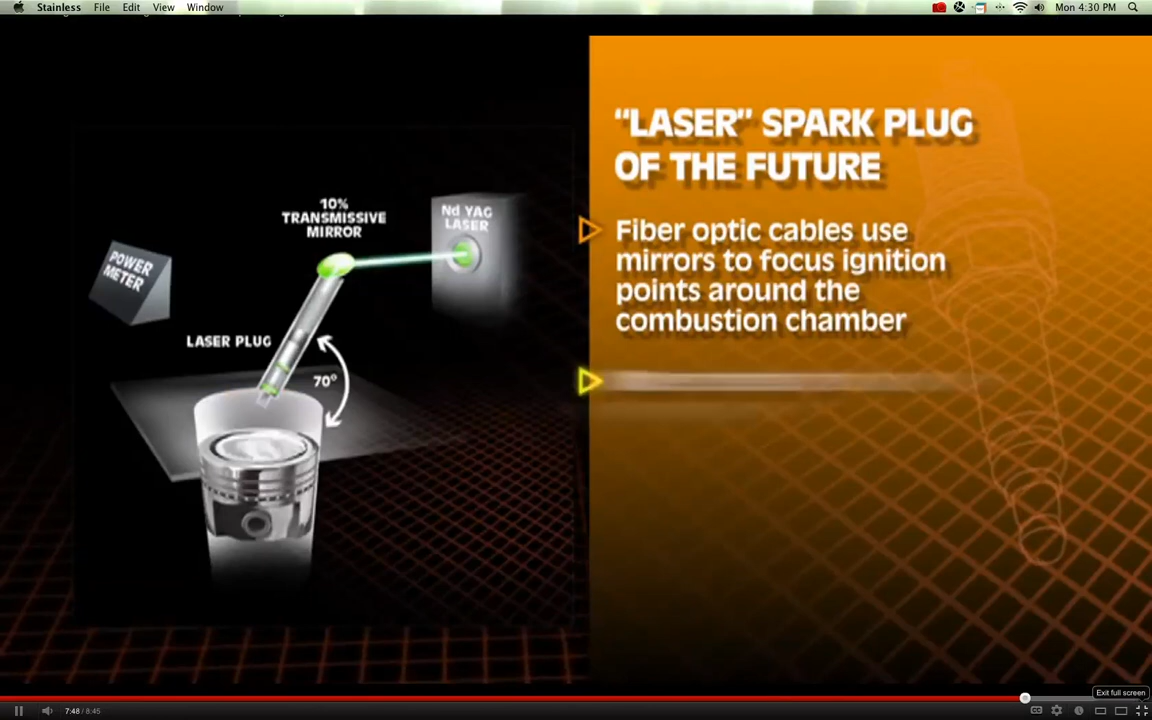 Stainless File Edit View Window Mon 4:30 PM
"LASER" SPARK PLUG
OF THE FUTURE
Fiber optic cables use
mirrors to focus ignition
points around the
combustion chamber
10%
TRANSMISSIVE
MIRROR
Nd YAG
LASER
POWER
METER
LASER PLUG
70°
Exit full screen
7:48 / 8:45